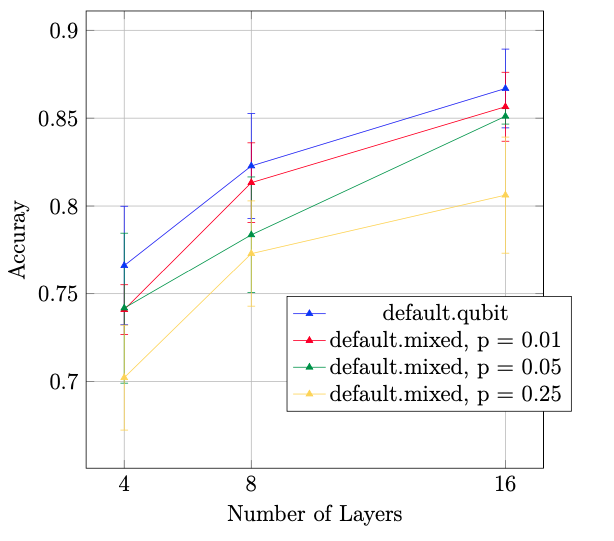 0.9
0.85
0.8
0.75
0.7
Accuray
4 8 16
Number of Layers
default.qubit
default.mixed, p = 0.01
default.mixed, p = 0.05
default.mixed, p = 0.25